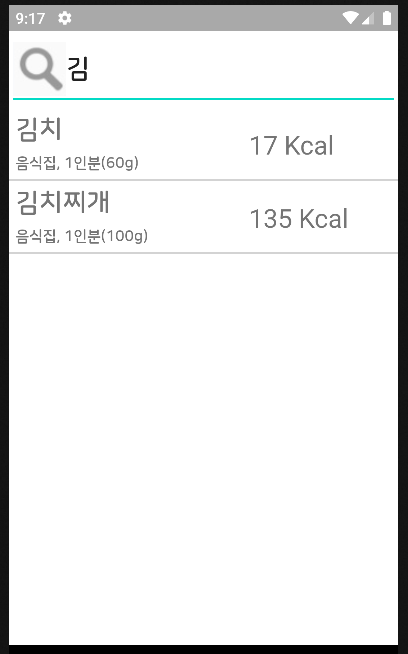 9:17
김
김치
음식집, 1인분(60g)
17 Kcal
김치찌개
음식집, 1인분(100g)
135 Kcal